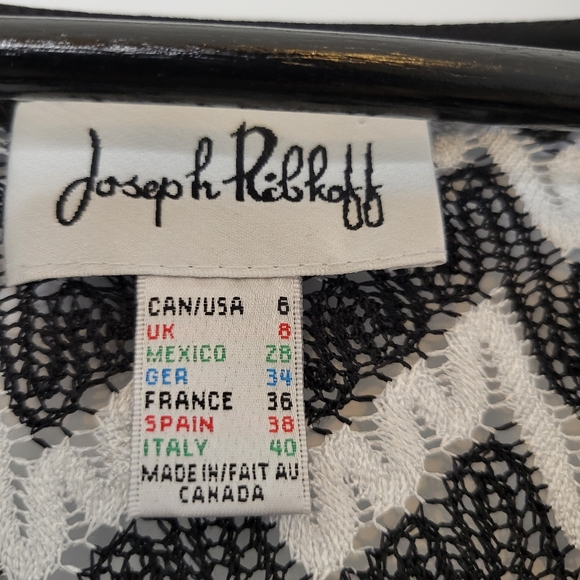 Joseph Ribkoff
CAN/USA 6
UK 8
MEXICO 28
GER 34
FRANCE 36
SPAIN 38
ITALY 40
MADE IN/FAIT AU
CANADA